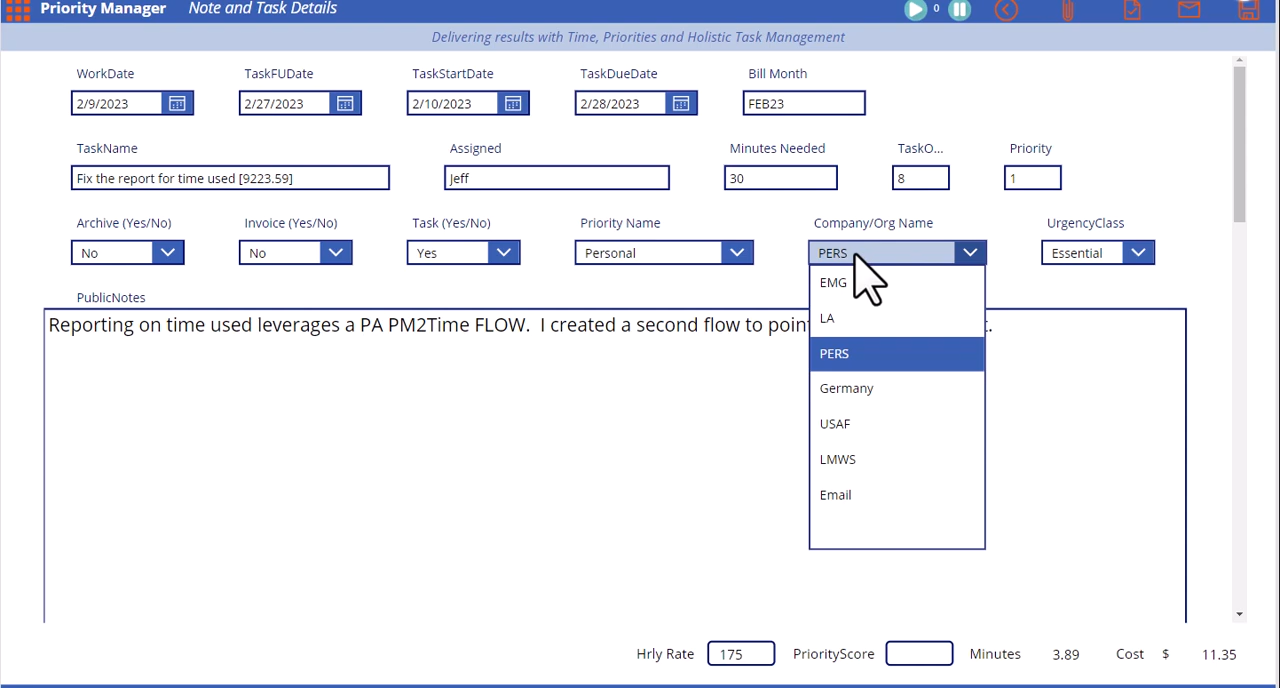 Priority Manager Note and Task Details 0
Delivering results with Time, Priorities and Holistic Task Management
WorkDate TaskFUDate TaskStartDate TaskDueDate Bill Month
2/9/2023 2/27/2023 2/10/2023 2/28/2023 FEB23
TaskName Assigned Minutes Needed TaskO... Priority
Fix the report for time used [9223.59] Jeff 30 8 1
Archive (Yes/No) Invoice (Yes/No) Task (Yes/No) Priority Name Company/Org Name UrgencyClass
No No Yes Personal PERS Essential
EMG
PublicNotes
LA
Reporting on time used leverages a PA PM2Time FLOW. I created a second flow to point
PERS
Germany
USAF
LMWS
Email
Hrly Rate 175 PriorityScore Minutes 3.89 Cost $ 11.35